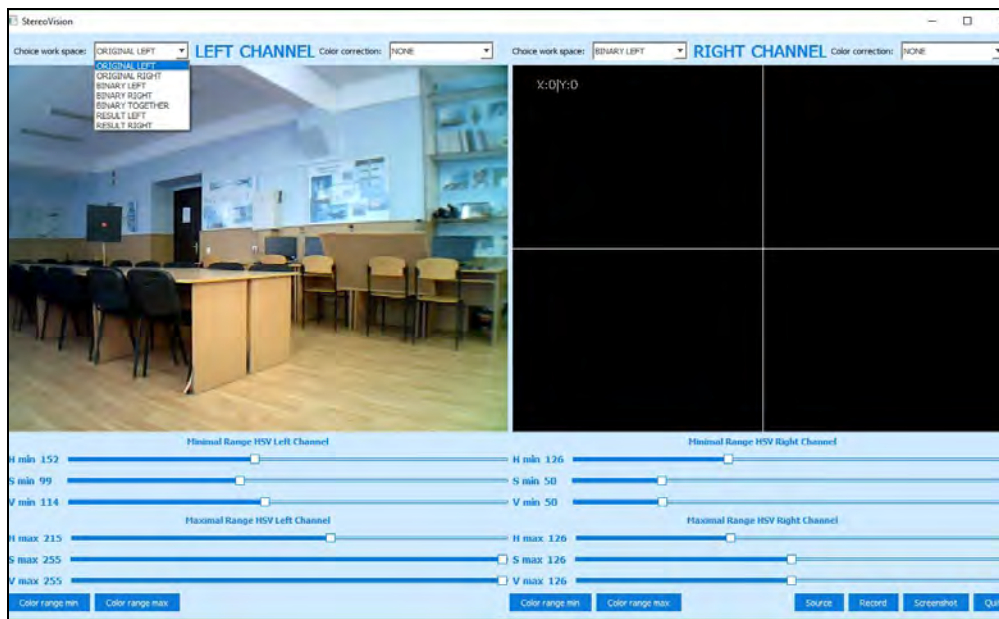 StereoVision
Choice work space: ORIGINAL LEFT LEFT CHANNEL Color correction: NONE
ORIGINAL LEFT
ORIGINAL RIGHT
BINARY LEFT
BINARY RIGHT
BINARY TOGETHER
RESULT LEFT
RESULT RIGHT
Choice work space: BINARY LEFT RIGHT CHANNEL Color correction: NONE
X:0|Y:0
Minimal Range HSV Left Channel
H min 152
S min 99
V min 114
Maximal Range HSV Left Channel
H max 215
S max 255
V max 255
Color range min Color range max
Minimal Range HSV Right Channel
H min 126
S min 50
V min 50
Maximal Range HSV Right Channel
H max 126
S max 126
V max 126
Color range min Color range max Source Record Screenshot Qui